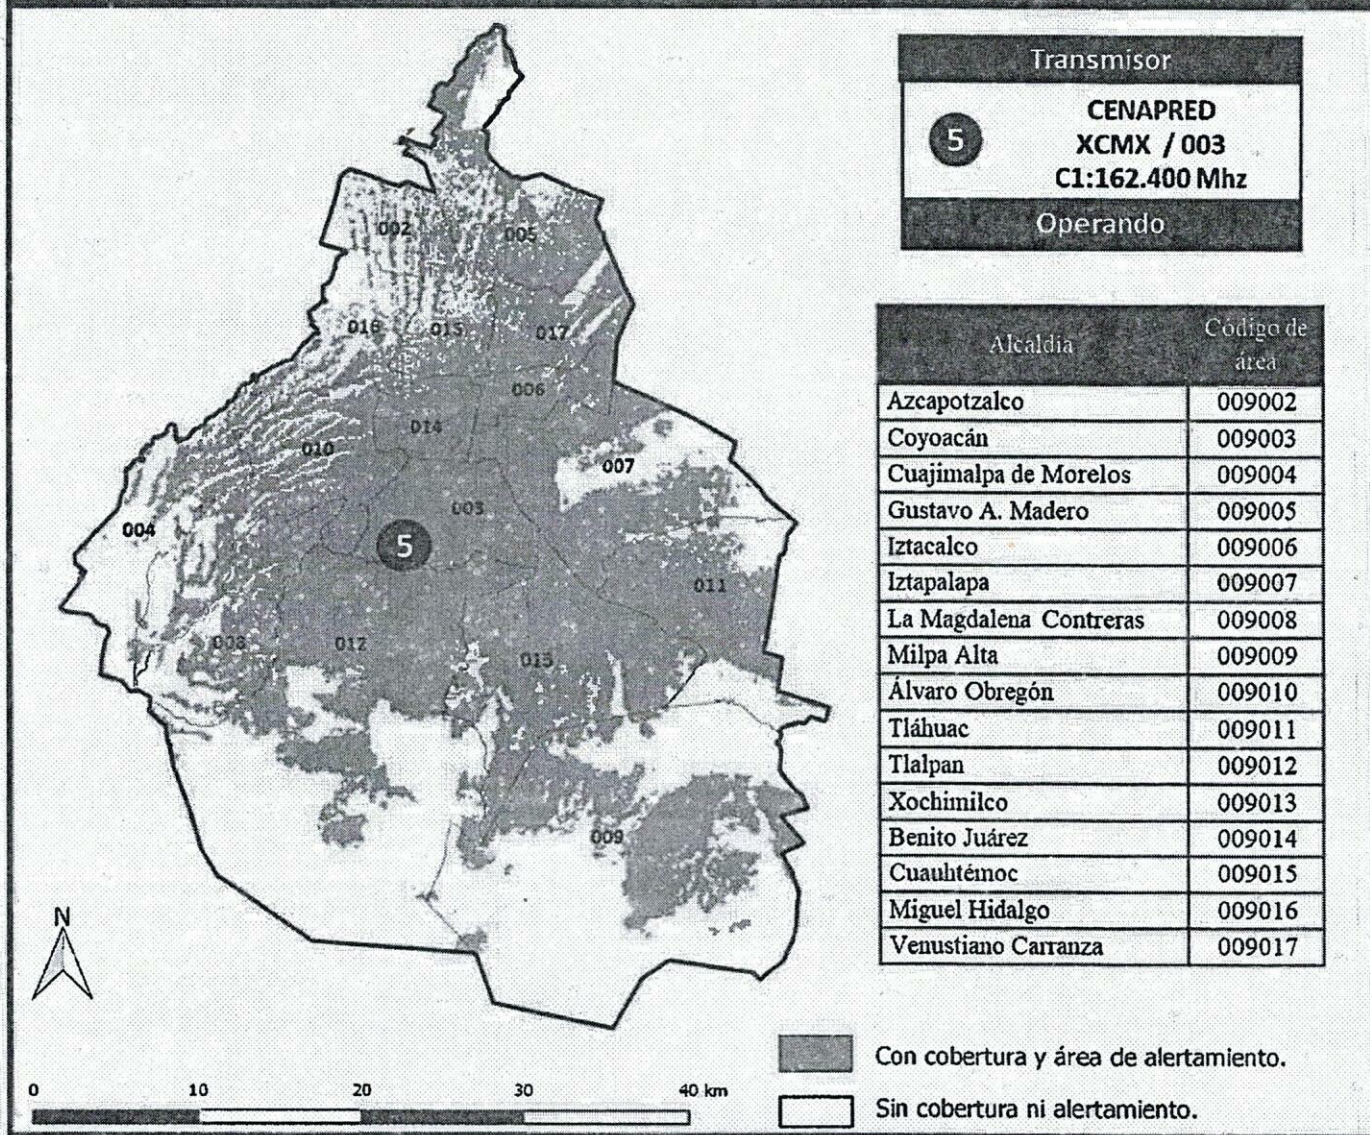 Transmisor
5
CENAPRED
XCMX / 003
C1:162.400 Mhz
Operando
Alcaldia
Código de área
Azcapotzalco 009002
Coyoacán 009003
Cuajimalpa de Morelos 009004
Gustavo A. Madero 009005
Iztacalco 009006
Iztapalapa 009007
La Magdalena Contreras 009008
Milpa Alta 009009
Álvaro Obregón 009010
Tláhuac 009011
Tlalpan 009012
Xochimilco 009013
Benito Juárez 009014
Cuauhtémoc 009015
Miguel Hidalgo 009016
Venustiano Carranza 009017
002
005
016
015
017
006
014
010
007
003
004
5
011
008
012
013
009
N
0 10 20 30 40 km
Con cobertura y área de alertamiento.
Sin cobertura ni alertamiento.